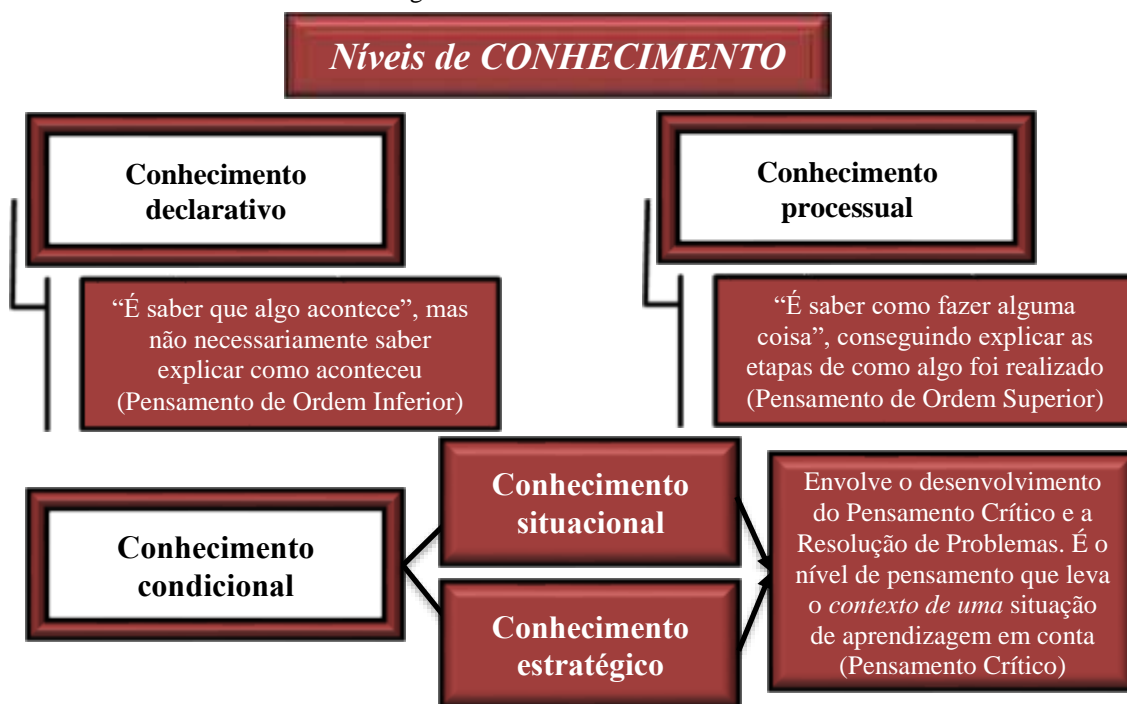 Níveis de CONHECIMENTO
Conhecimento
declarativo
“É saber que algo acontece”, mas
não necessariamente saber
explicar como aconteceu
(Pensamento de Ordem Inferior)
Conhecimento
processual
“É saber como fazer alguma
coisa”, conseguindo explicar as
etapas de como algo foi realizado
(Pensamento de Ordem Superior)
Conhecimento
condicional
Conhecimento
situacional
Conhecimento
estratégico
Envolve o desenvolvimento
do Pensamento Crítico e a
Resolução de Problemas. É o
nível de pensamento que leva
o contexto de uma situação
de aprendizagem em conta
(Pensamento Crítico)